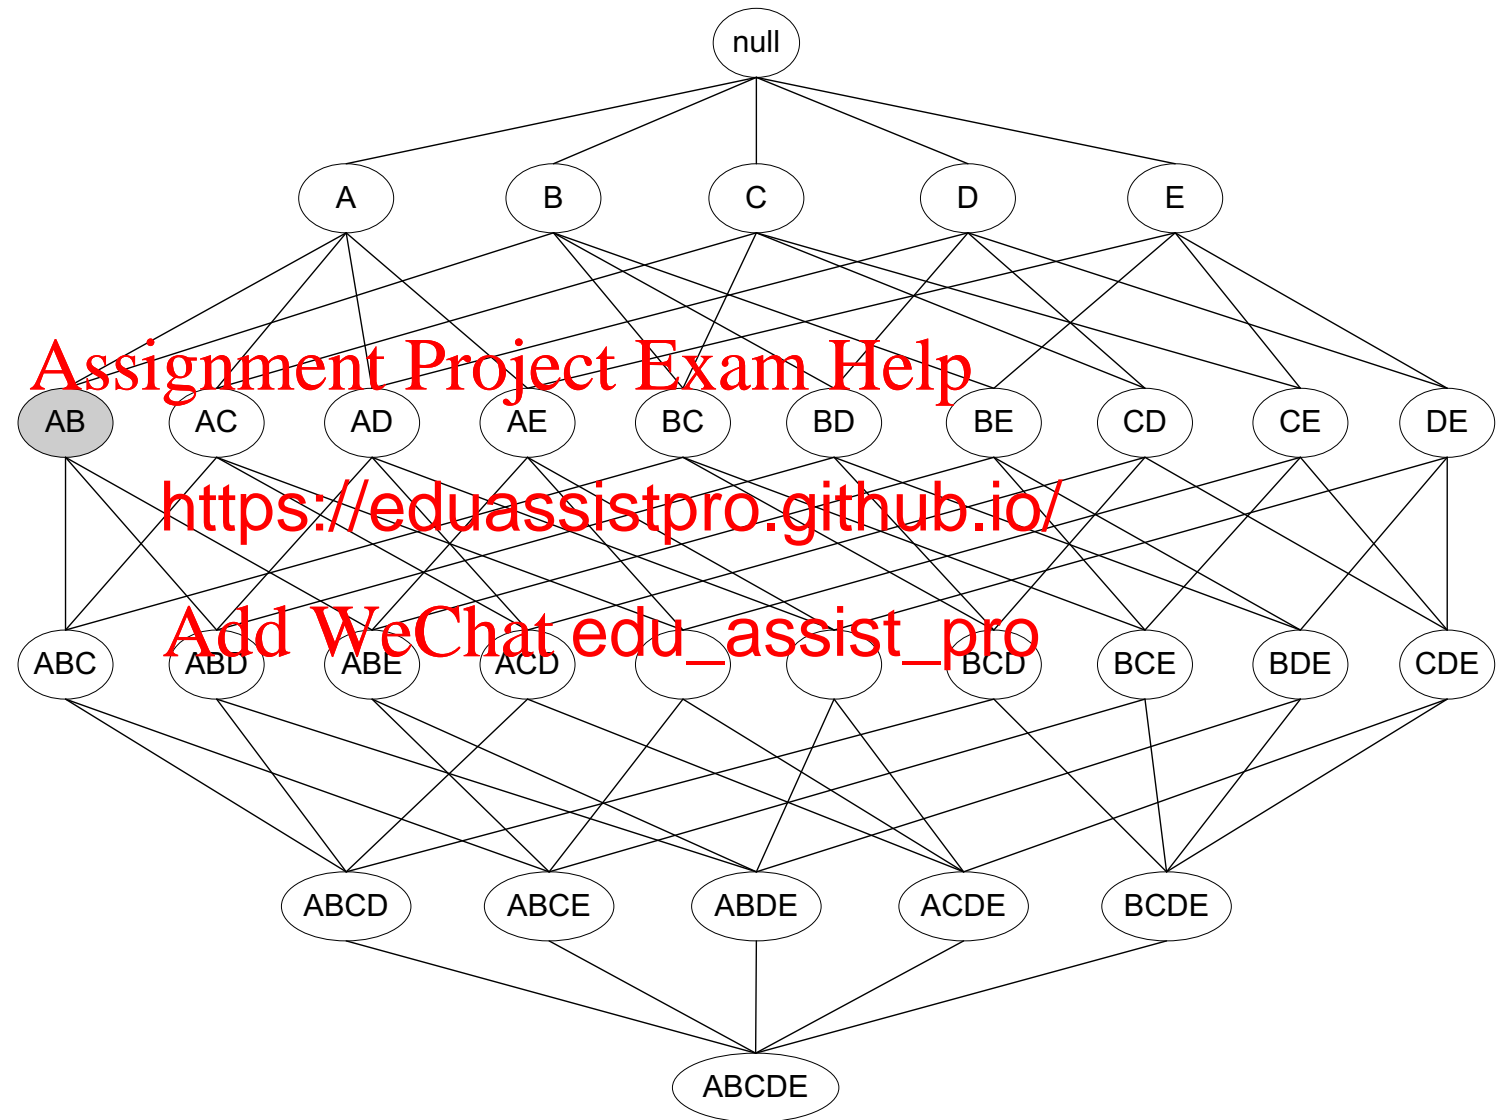 null
A B C D E
Assignment Project Exam Help
AB AC AD AE BC BD BE CD CE DE
https://eduassistpro.github.io/
Add WeChat edu_assist_pro
ABC ABD ABE ACD BCD BCE BDE CDE
ABCD ABCE ABDE ACDE BCDE
ABCDE